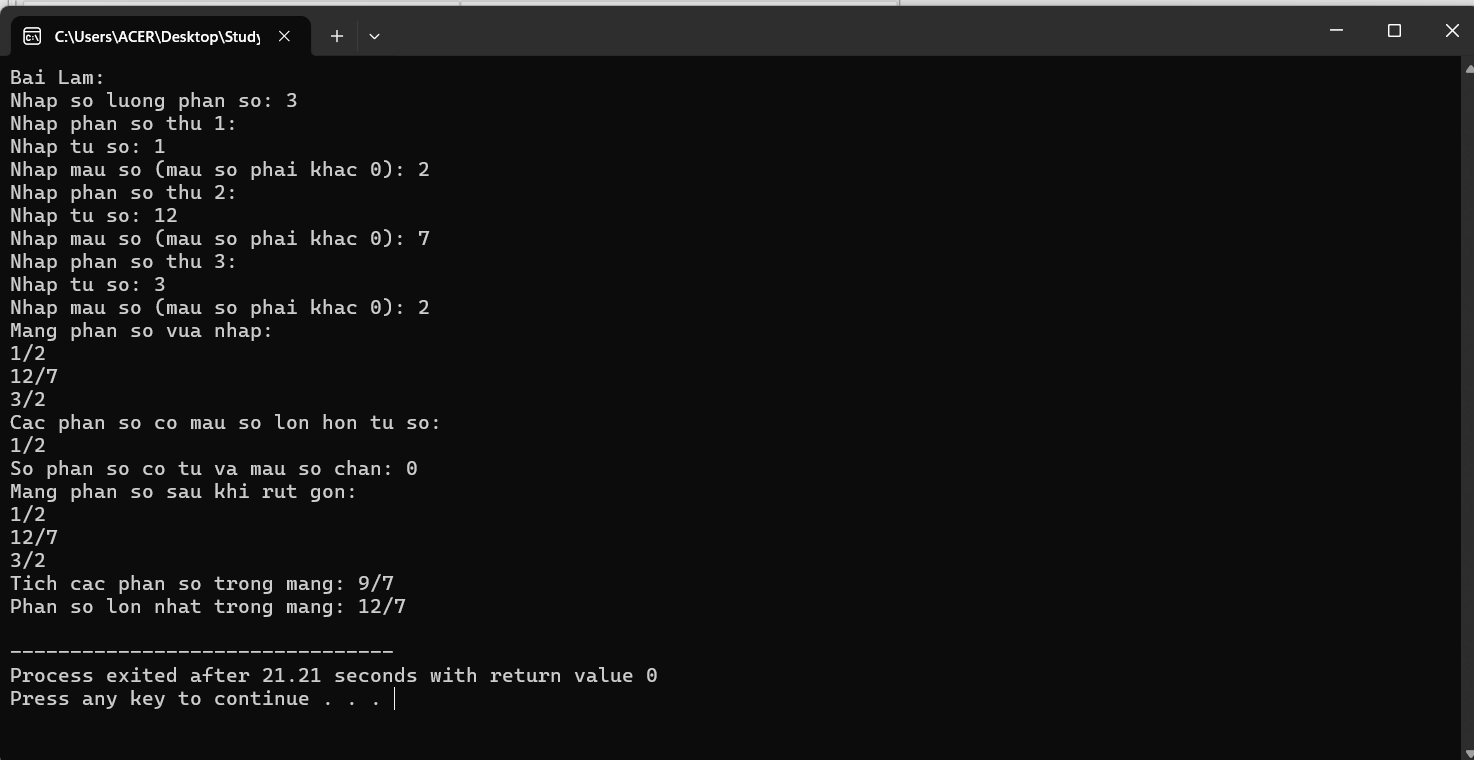 C:\Users\ACER\Desktop\Study
Bai Lam:
Nhap so luong phan so: 3
Nhap phan so thu 1:
Nhap tu so: 1
Nhap mau so (mau so phai khac 0): 2
Nhap phan so thu 2:
Nhap tu so: 12
Nhap mau so (mau so phai khac 0): 7
Nhap phan so thu 3:
Nhap tu so: 3
Nhap mau so (mau so phai khac 0): 2
Mang phan so vua nhap:
1/2
12/7
3/2
Cac phan so co mau so lon hon tu so:
1/2
So phan so co tu va mau so chan: 0
Mang phan so sau khi rut gon:
1/2
12/7
3/2
Tich cac phan so trong mang: 9/7
Phan so lon nhat trong mang: 12/7
--------------------------------
Process exited after 21.21 seconds with return value 0
Press any key to continue . . .